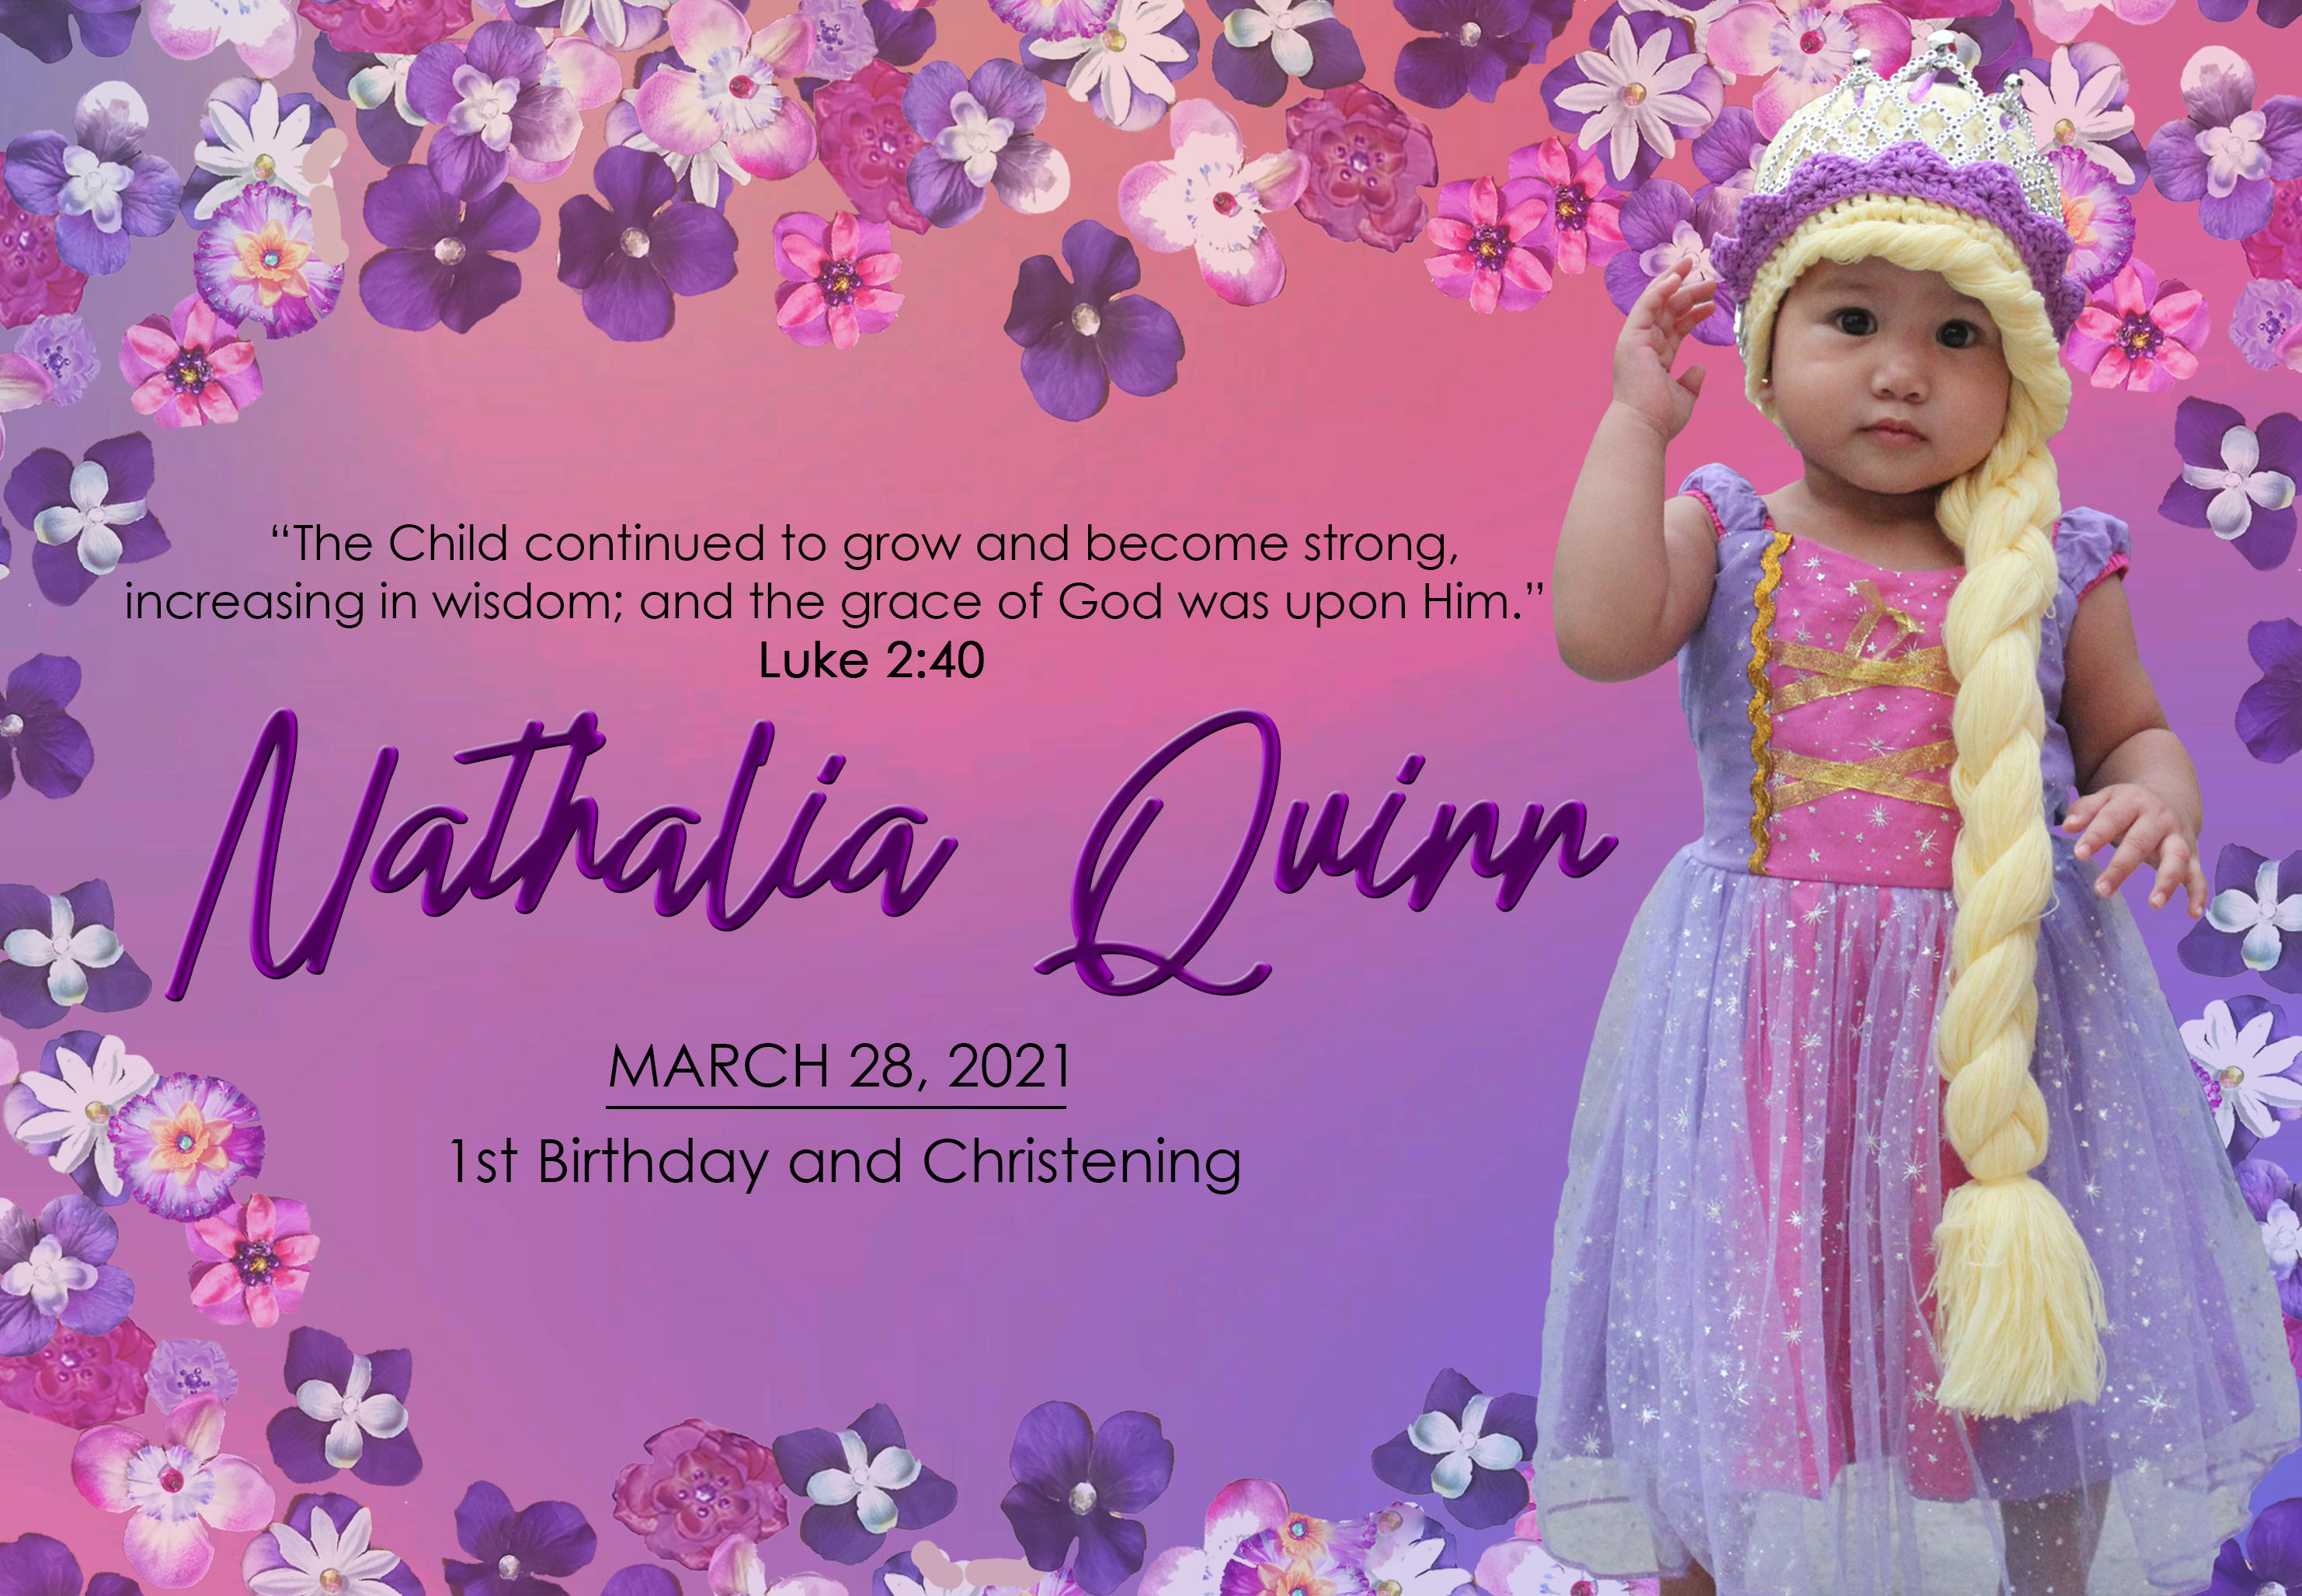 “The Child continued to grow and become strong,
increasing in wisdom; and the grace of God was upon Him.”
Luke 2:40
Nathalia Quinn
MARCH 28, 2021
1st Birthday and Christening